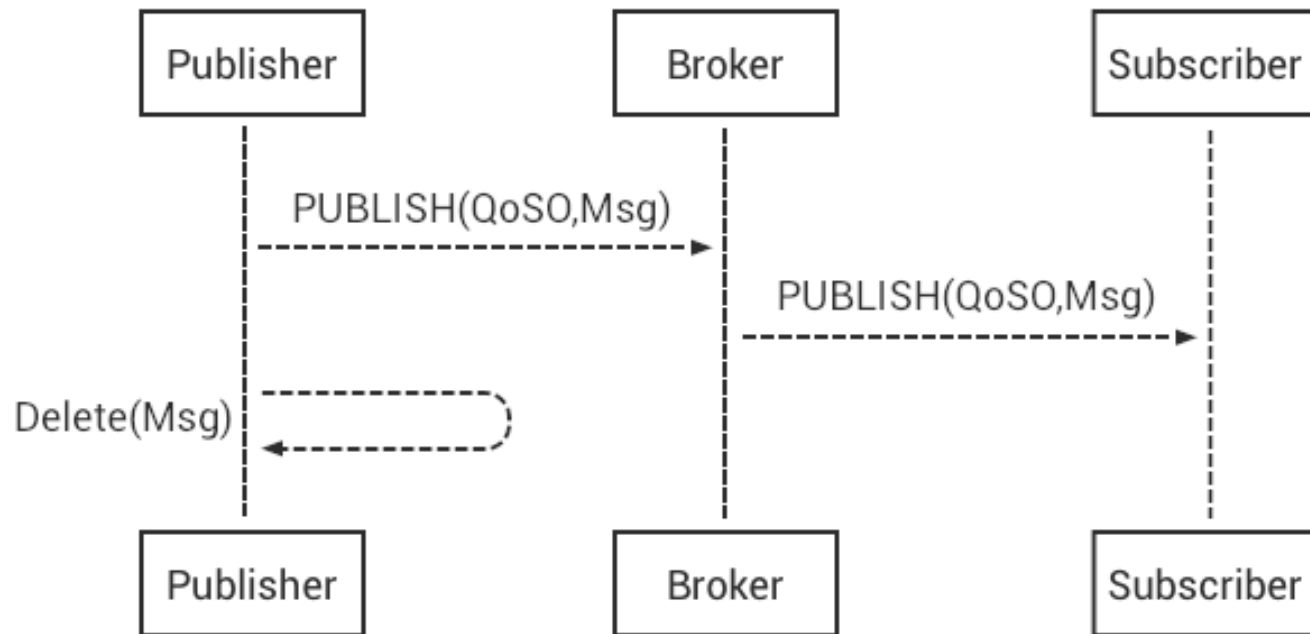 Publisher
Broker
Subscriber
PUBLISH(QoSO,Msg)
PUBLISH(QoSO,Msg)
Delete(Msg)
Publisher
Broker
Subscriber